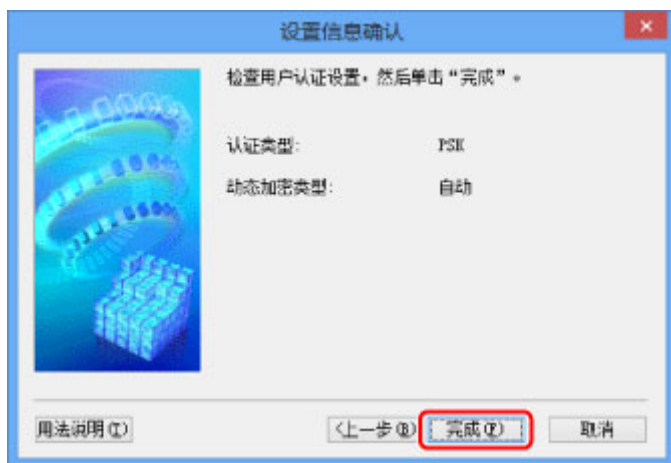 设置信息确认
检查用户认证设置，然后单击“完成”。
认证类型： PSK
动态加密类型： 自动
用法说明(I) <上一步(B) 完成(F) 取消